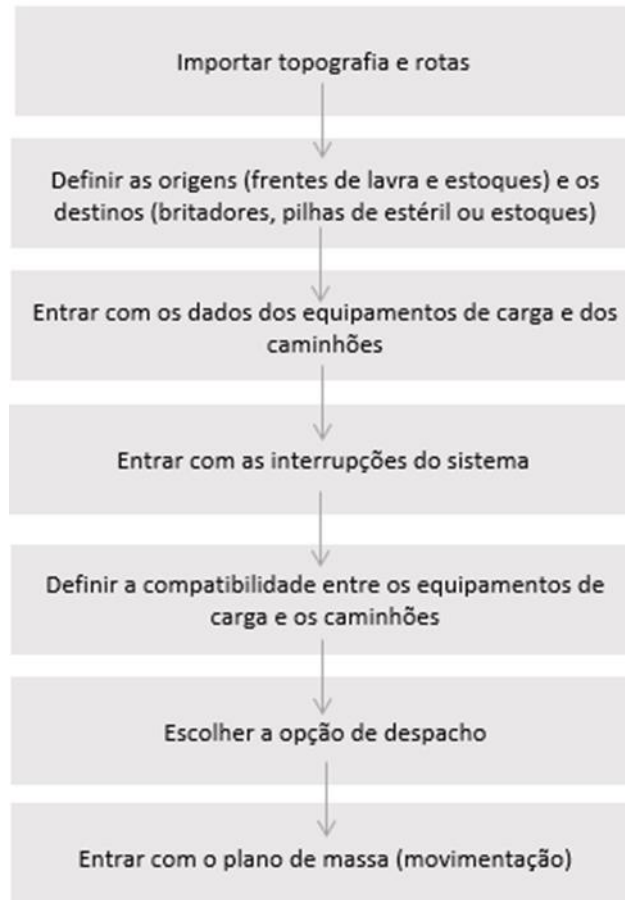 Importar topografia e rotas
Definir as origens (frentes de lavra e estoques) e os
destinos (britadores, pilhas de estéril ou estoques)
Entrar com os dados dos equipamentos de carga e dos
caminhões
Entrar com as interrupções do sistema
Definir a compatibilidade entre os equipamentos de
carga e os caminhões
Escolher a opção de despacho
Entrar com o plano de massa (movimentação)